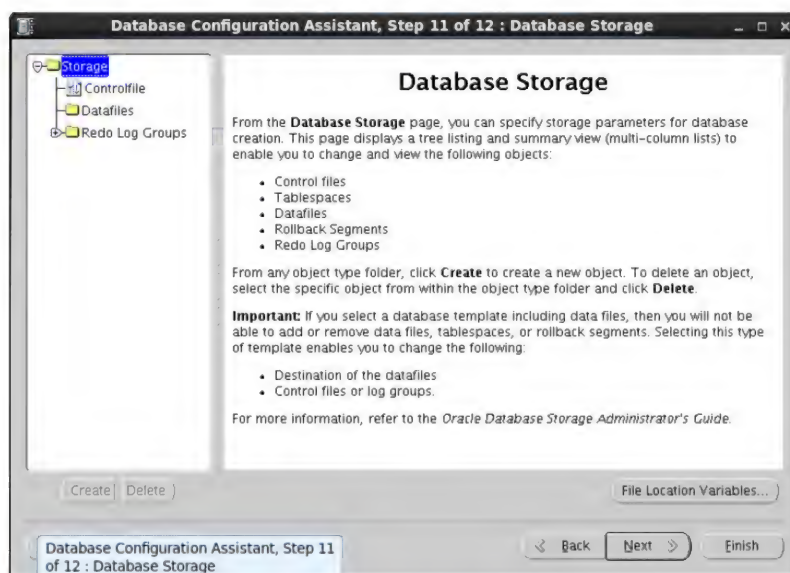 Database Configuration Assistant, Step 11 of 12 : Database Storage
Storage
Controlfile
Datafiles
Redo Log Groups
Database Storage
From the Database Storage page, you can specify storage parameters for database
creation. This page displays a tree listing and summary view (multi-column lists) to
enable you to change and view the following objects:
• Control files
• Tablespaces
• Datafiles
• Rollback Segments
• Redo Log Groups
From any object type folder, click Create to create a new object. To delete an object,
select the specific object from within the object type folder and click Delete.
Important: If you select a database template including data files, then you will not be
able to add or remove data files, tablespaces, or rollback segments. Selecting this type
of template enables you to change the following:
• Destination of the datafiles
• Control files or log groups.
For more information, refer to the Oracle Database Storage Administrator's Guide.
Create Delete
File Location Variables...
Back Next Finish
Database Configuration Assistant, Step 11
of 12 : Database Storage